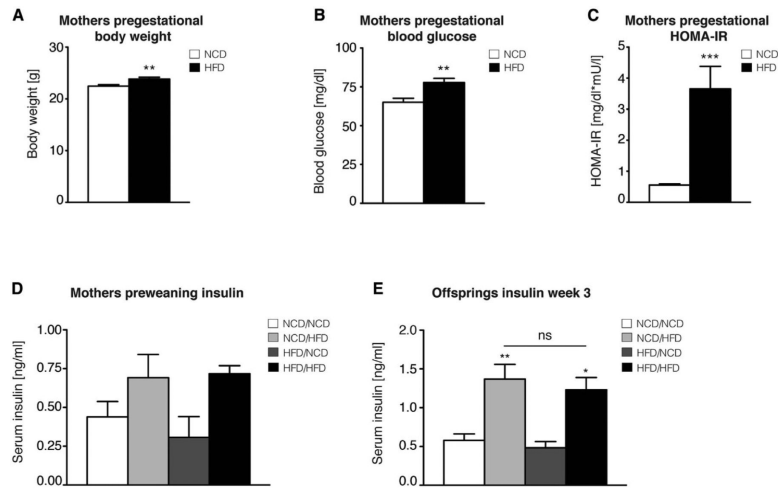 A
Mothers pregestational
body weight
NCD
HFD
**
Body weight [g]
30
20
10
0
B
Mothers pregestational
blood glucose
NCD
HFD
**
Blood glucose [mg/dl]
100
75
50
25
0
C
Mothers pregestational
HOMA-IR
NCD
HFD
***
HOMA-IR [mg/dl*mU/l]
5
4
3
2
1
0
D
Mothers preweaning insulin
NCD/NCD
NCD/HFD
HFD/NCD
HFD/HFD
Serum insulin [ng/ml]
1.00
0.75
0.50
0.25
0.00
E
Offsprings insulin week 3
NCD/NCD
NCD/HFD
HFD/NCD
HFD/HFD
ns
**
*
Serum insulin [ng/ml]
2.0
1.5
1.0
0.5
0.0